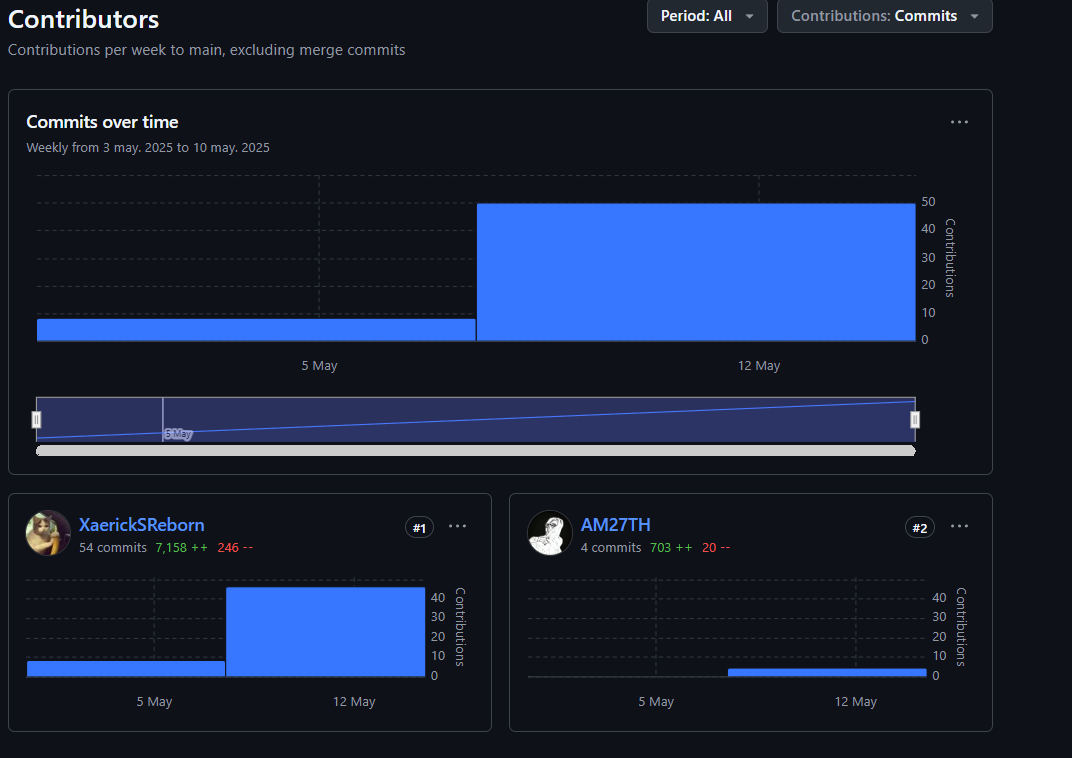 Contributors
Period: All
Contributions: Commits
Contributions per week to main, excluding merge commits
Commits over time
Weekly from 3 may. 2025 to 10 may. 2025
50
40
30
20
10
0
Contributions
5 May
12 May
5 May
XaerickSReborn
#1
54 commits 7,158 ++ 246 --
40
30
20
10
0
Contributions
5 May
12 May
AM27TH
#2
4 commits 703 ++ 20 --
40
30
20
10
0
Contributions
5 May
12 May